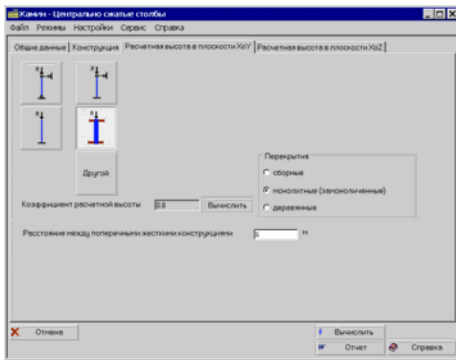 Камин - Центрально сжатые столбы
Файл Режимы Настройки Сервис Справка
Общие данные Конструкция Расчетная высота в плоскости XoY Расчетная высота в плоскости XoZ
Другой
Перекрытия
сборные
монолитные (замоноличенные)
деревянные
Коэффициент расчетной высоты 0.8 Вычислить
Расстояние между поперечными жесткими конструкциями м
Отмена
Вычислить
Отчет Справка